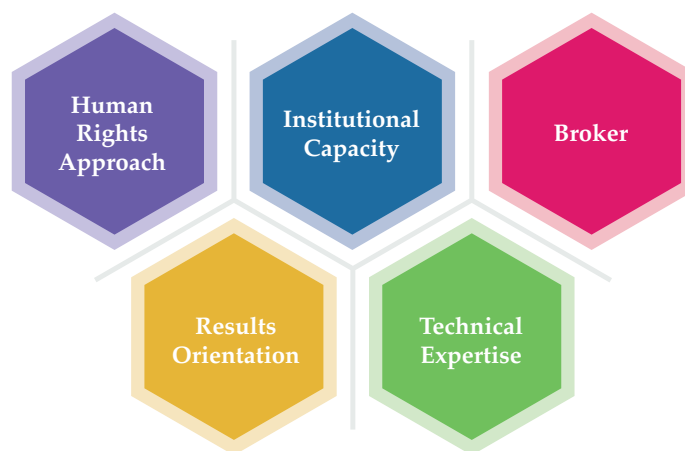 Human
Rights
Approach
Institutional
Capacity
Broker
Results
Orientation
Technical
Expertise